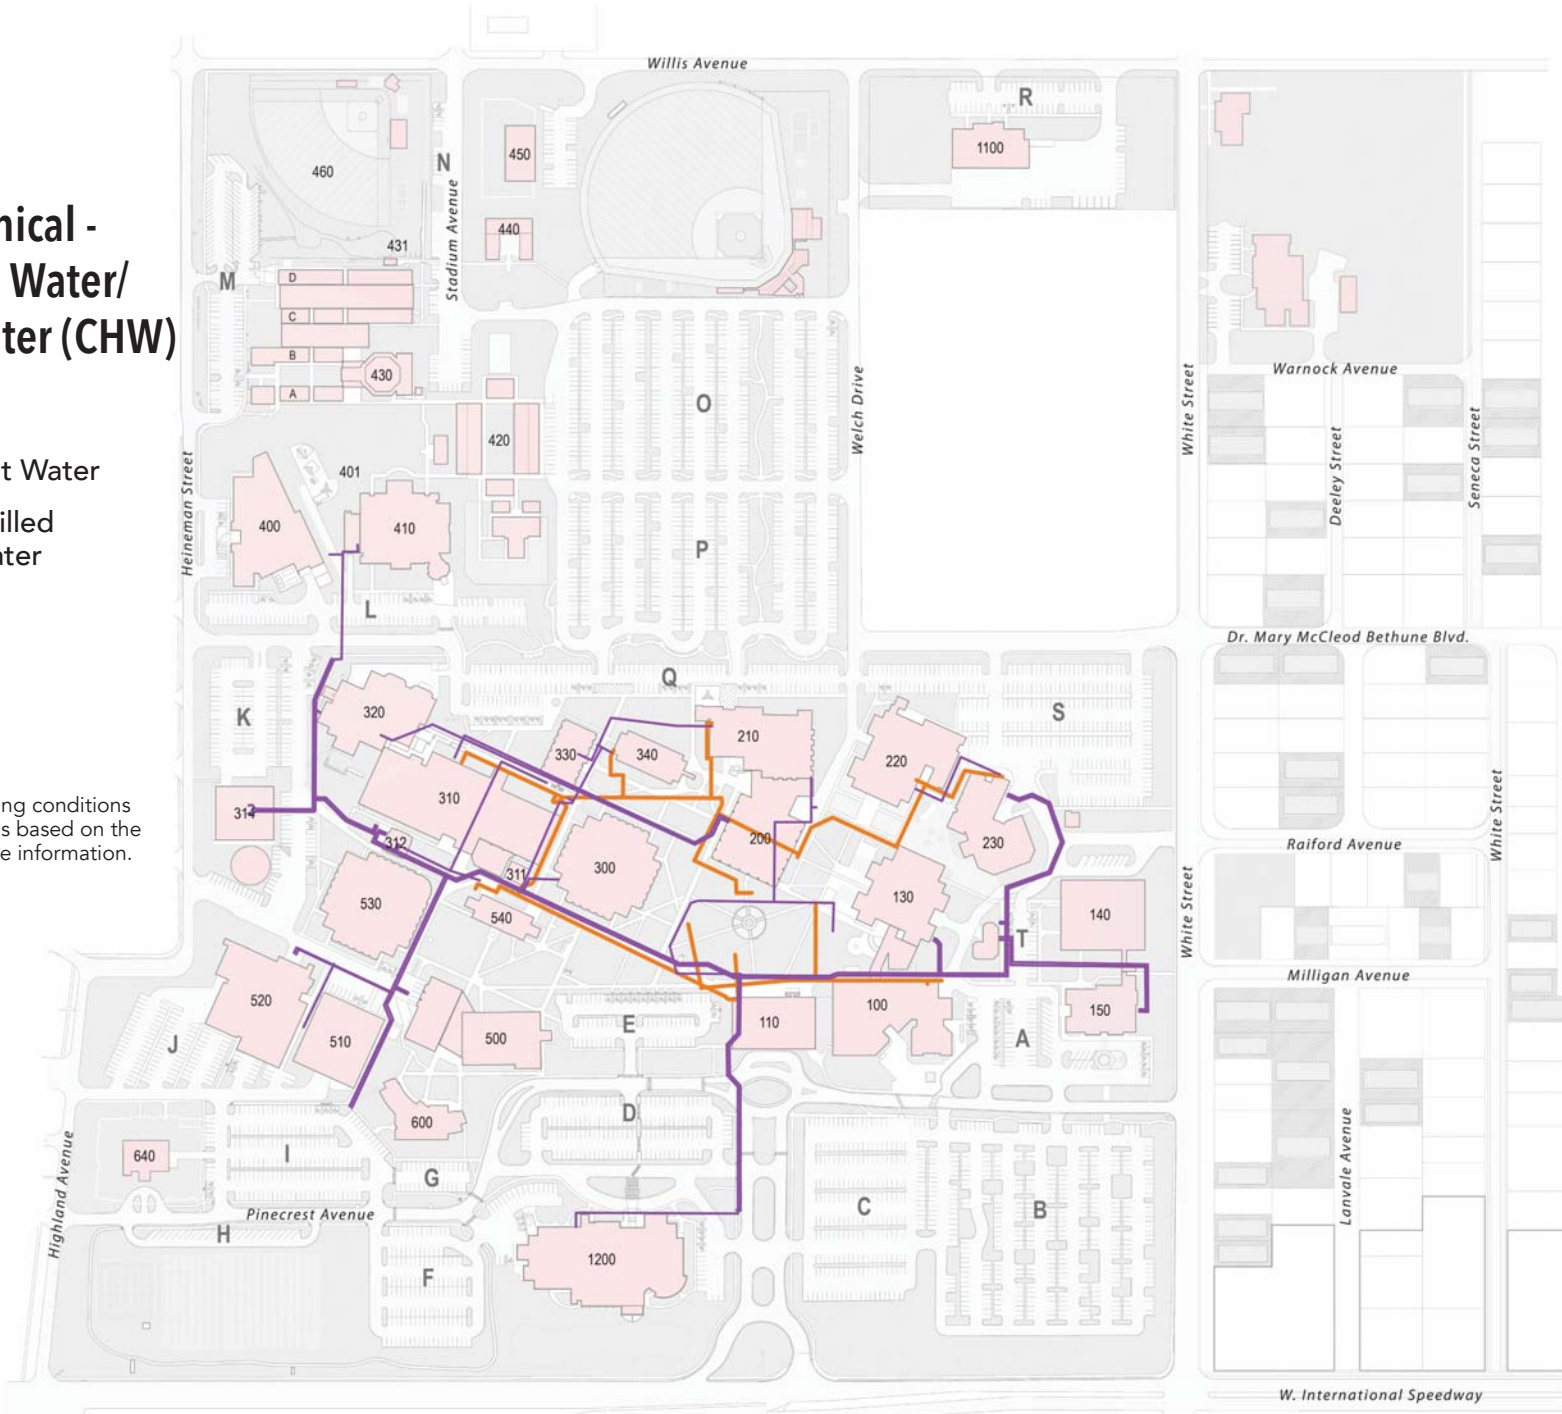 nical -
Water/
ter (CHW)
t Water
illed
ater
ng conditions
s based on the
e information.
Willis Avenue
R
1100
450
N
460
Stadium Avenue
440
431
M
D
C
B
A
430
O
420
Welch Drive
White Street
Warnock Avenue
Deeley Street
Seneca Street
Heineman Street
401
400
410
P
L
Dr. Mary McCleod Bethune Blvd.
Q
K
320
S
330
340
210
220
310
314
312
200
230
White Street
Raiford Avenue
311
300
530
540
130
140
T
White Street
Milligan Avenue
520
510
500
E
110
100
150
J
A
600
D
I
640
G
Highland Avenue
Pinecrest Avenue
H
C
B
Lanvale Avenue
F
1200
W. International Speedway